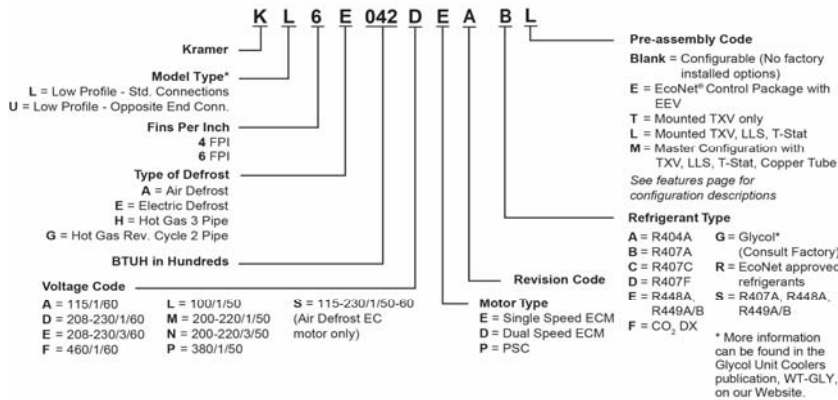 K L 6 E 042 D E A B L
Kramer
Model Type*
L = Low Profile - Std. Connections
U = Low Profile - Opposite End Conn.
Fins Per Inch
4 FPI
6 FPI
Type of Defrost
A = Air Defrost
E = Electric Defrost
H = Hot Gas 3 Pipe
G = Hot Gas Rev. Cycle 2 Pipe
BTUH in Hundreds
Voltage Code
A = 115/1/60
D = 208-230/1/60
E = 208-230/3/60
F = 460/1/60
L = 100/1/50
M = 200-220/1/50
N = 200-220/3/50
P = 380/1/50
S = 115-230/1/50-60
(Air Defrost EC
motor only)
Motor Type
E = Single Speed ECM
D = Dual Speed ECM
P = PSC
Revision Code
Refrigerant Type
A = R404A
B = R407A
C = R407C
D = R407F
E = R448A,
R449A/B
F = CO2 DX
G = Glycol*
(Consult Factory)
R = EcoNet approved
refrigerants
S = R407A, R448A,
R449A/B
* More information
can be found in the
Glycol Unit Coolers
publication, WT-GLY,
on our Website.
Pre-assembly Code
Blank = Configurable (No factory
installed options)
E = EcoNet® Control Package with
EEV
T = Mounted TXV only
L = Mounted TXV, LLS, T-Stat
M = Master Configuration with
TXV, LLS, T-Stat, Copper Tube
See features page for
configuration descriptions